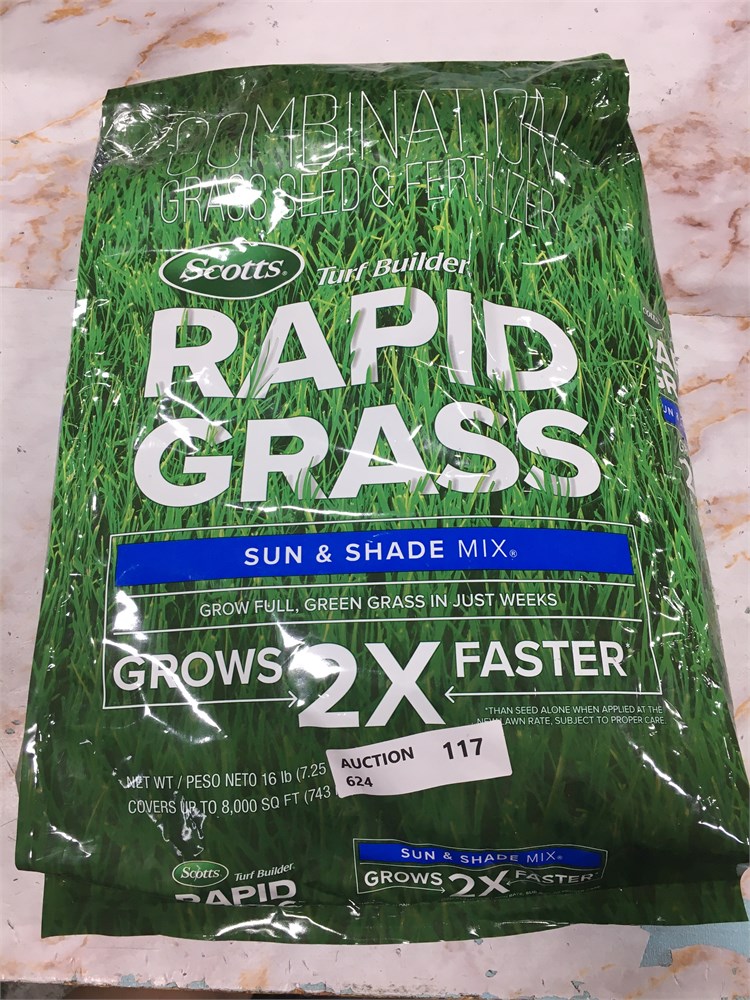 COMBINATION
GRASS SEED & FERTILIZER
Scotts® Turf Builder
RAPID
GRASS
SUN & SHADE MIX®
GROW FULL, GREEN GRASS IN JUST WEEKS
GROWS 2X FASTER
*THAN SEED ALONE WHEN APPLIED AT THE
NEW LAWN RATE, SUBJECT TO PROPER CARE
NET WT / PESO NETO 16 lb (7.25
COVERS UP TO 8,000 SQ FT (743
AUCTION 117
624
Scotts Turf Builder
RAPID
SUN & SHADE MIX®
GROWS 2X FASTER